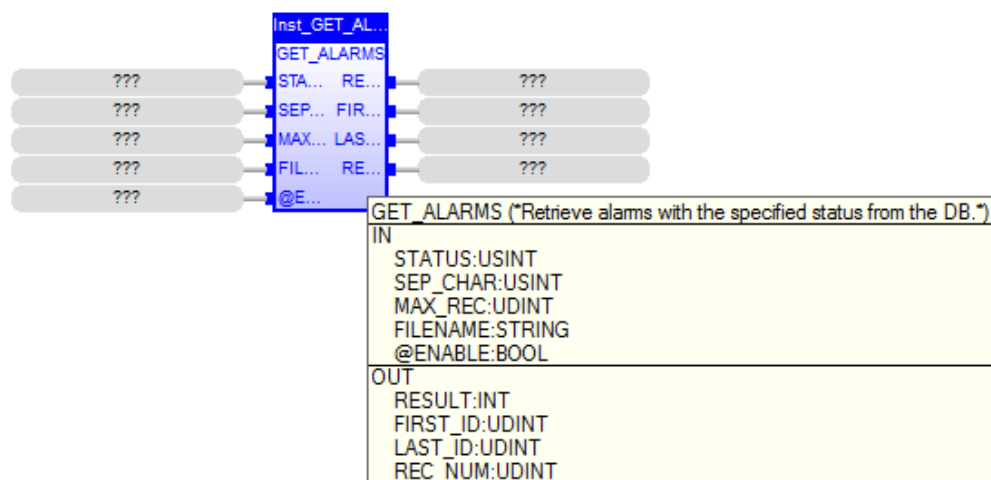 Inst_GET_AL...
GET_ALARMS
??? STA... RE... ???
??? SEP... FIR... ???
??? MAX... LAS... ???
??? FIL... RE... ???
??? @E...
GET_ALARMS (*Retrieve alarms with the specified status from the DB.*)
IN
STATUS:USINT
SEP_CHAR:USINT
MAX_REC:UDINT
FILENAME:STRING
@ENABLE:BOOL
OUT
RESULT:INT
FIRST_ID:UDINT
LAST_ID:UDINT
REC_NUM:UDINT